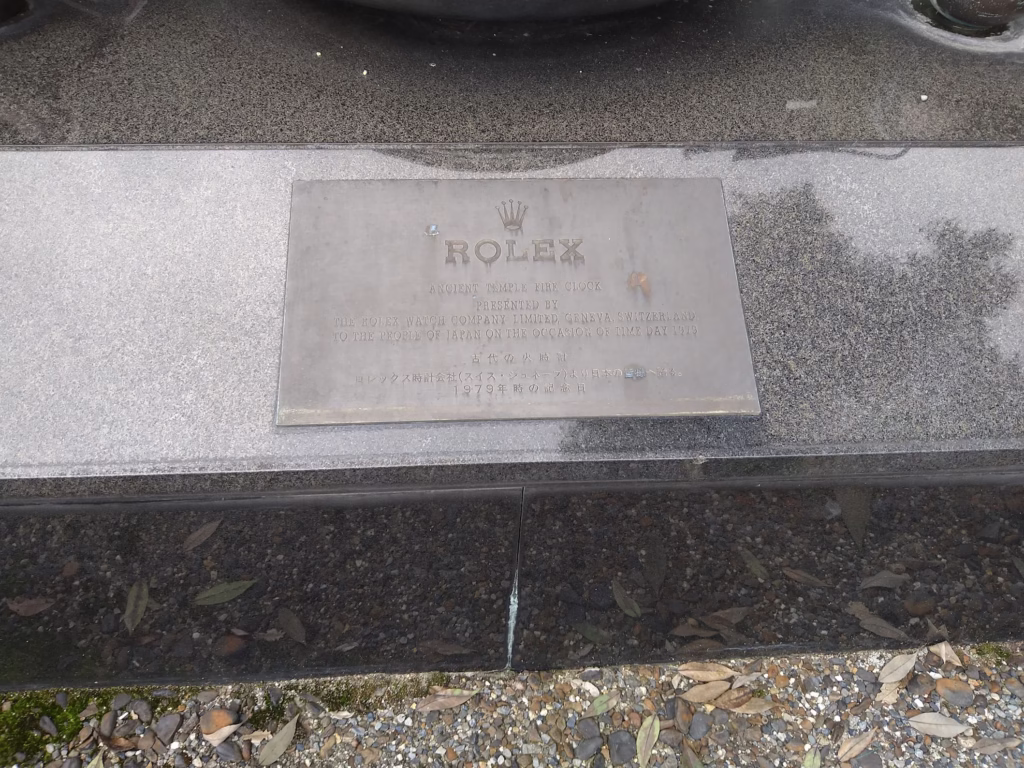 ROLEX
ANCIENT TEMPLE FIRE CLOCK
PRESENTED BY
THE ROLEX WATCH COMPANY LIMITED, GENEVA SWITZERLAND
TO THE PEOPLE OF JAPAN ON THE OCCASION OF TIME DAY 1979
古代の火時計
ロレックス時計会社(スイス・ジュネーブ)より日本の
1979年時の記念日